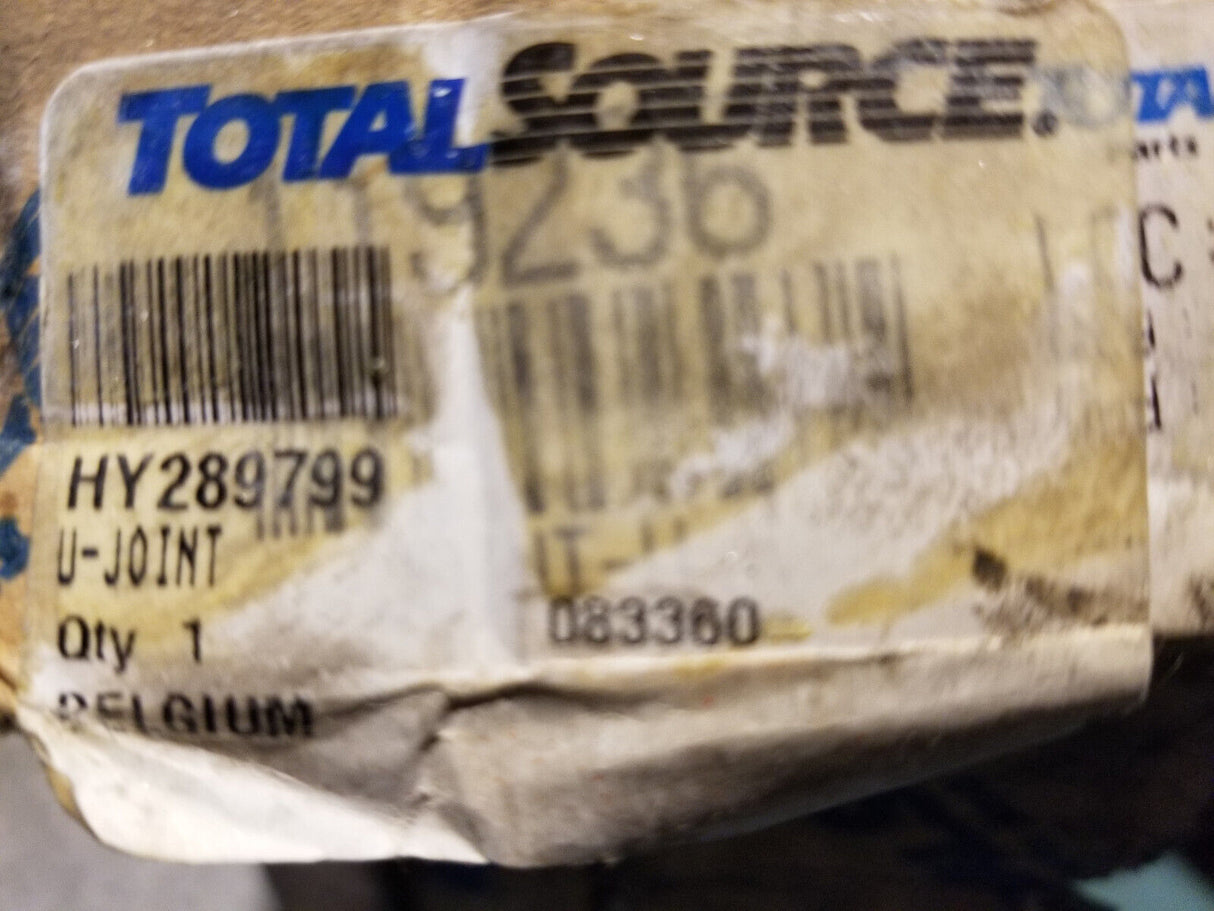 TOTALSOURCE.
119236
HY289799
U-JOINT
Qty 1
083360
BELGIUM